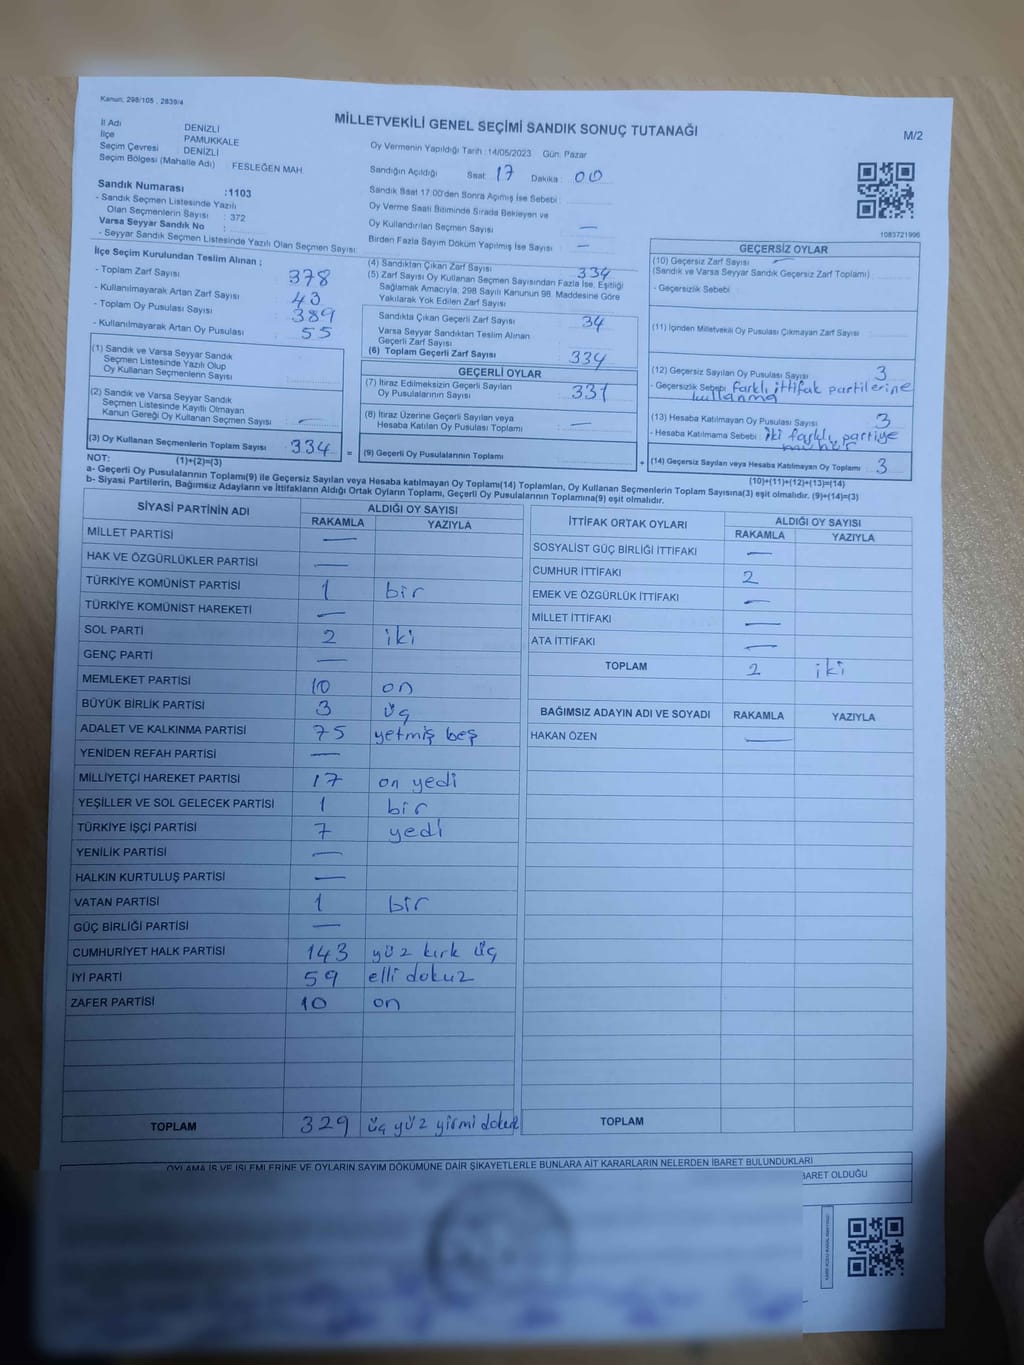 Kanun, 298/105 , 2839/4
MİLLETVEKİLİ GENEL SEÇİMİ SANDIK SONUÇ TUTANAĞI
M/2
İl Adı DENİZLİ
İlçe PAMUKKALE
Seçim Çevresi DENİZLİ
Seçim Bölgesi (Mahalle Adı) : FESLEĞEN MAH
Sandık Numarası :1103
- Sandık Seçmen Listesinde Yazılı
Olan Seçmenlerin Sayısı : 372
Varsa Seyyar Sandık No :
- Seyyar Sandık Seçmen Listesinde Yazılı Olan Seçmen Sayısı:
Oy Vermenin Yapıldığı Tarih :14/05/2023 Gün: Pazar
Sandığın Açıldığı Saat: 17 Dakika: 00
Sandık Saat 17:00'den Sonra Açımış İse Sebebi:
Oy Verme Saati Bitiminde Sırada Bekleyen ve
Oy Kullandırılan Seçmen Sayısı —
Birden Fazla Sayım Döküm Yapılmış İse Sayısı —
1083721996
İlçe Seçim Kurulundan Teslim Alınan ;
- Toplam Zarf Sayısı 378
- Kullanılmayarak Artan Zarf Sayısı 43
- Toplam Oy Pusulası Sayısı 389
- Kullanılmayarak Artan Oy Pusulası 55
(1) Sandık ve Varsa Seyyar Sandık
Seçmen Listesinde Yazılı Olup
Oy Kullanan Seçmenlerin Sayısı
(2) Sandık ve Varsa Seyyar Sandık
Seçmen Listesinde Kayıtlı Olmayan
Kanun Gereği Oy Kullanan Seçmen Sayısı —
(3) Oy Kullanan Seçmenlerin Toplam Sayısı 334
(1)+(2)=(3)
(4) Sandıktan Çıkan Zarf Sayısı 334
(5) Zarf Sayısı Oy Kullanan Seçmen Sayısından Fazla İse, Eşitliği
Sağlamak Amacıyla; 298 Sayılı Kanunun 98. Maddesine Göre
Yakılarak Yok Edilen Zarf Sayısı
Sandıkta Çıkan Geçerli Zarf Sayısı 34
Varsa Seyyar Sandıktan Teslim Alınan
Geçerli Zarf Sayısı
(6) Toplam Geçerli Zarf Sayısı 334
GEÇERLİ OYLAR
(7) İtiraz Edilmeksizin Geçerli Sayılan
Oy Pusulalarının Sayısı 331
(8) İtiraz Üzerine Geçerli Sayılan veya
Hesaba Katılan Oy Pusulası Toplamı —
= (9) Geçerli Oy Pusulalarının Toplamı
GEÇERSİZ OYLAR
(10) Geçersiz Zarf Sayısı —
(Sandık ve Varsa Seyyar Sandık Geçersiz Zarf Toplamı)
- Geçersizlik Sebebi :
(11) İçinden Milletvekili Oy Pusulası Çıkmayan Zarf Sayısı
(12) Geçersiz Sayılan Oy Pusulası Sayısı 3
- Geçersizlik Sebebi farklı ittifak partilerine
kullanma
(13) Hesaba Katılmayan Oy Pusulası Sayısı 3
- Hesaba Katılmama Sebebi : iki farklı partiye
mühür
+ (14) Geçersiz Sayılan veya Hesaba Katılmayan Oy Toplamı 3
(10)+(11)+(12)+(13)=(14)
NOT:
a- Geçerli Oy Pusulalarının Toplamı(9) ile Geçersiz Sayılan veya Hesaba katılmayan Oy Toplamı(14) Toplamları, Oy Kullanan Seçmenlerin Toplam Sayısına(3) eşit olmalıdır. (9)+(14)=(3)
b- Siyasi Partilerin, Bağımsız Adayların ve İttifakların Aldığı Ortak Oyların Toplamı, Geçerli Oy Pusulalarının Toplamına(9) eşit olmalıdır.
SİYASİ PARTİNİN ADI ALDIĞI OY SAYISI
RAKAMLA YAZIYLA
MİLLET PARTİSİ —
HAK VE ÖZGÜRLÜKLER PARTİSİ —
TÜRKİYE KOMÜNİST PARTİSİ 1 bir
TÜRKİYE KOMÜNİST HAREKETİ —
SOL PARTİ 2 iki
GENÇ PARTİ —
MEMLEKET PARTİSİ 10 on
BÜYÜK BİRLİK PARTİSİ 3 üç
ADALET VE KALKINMA PARTİSİ 75 yetmiş beş
YENİDEN REFAH PARTİSİ —
MİLLİYETÇİ HAREKET PARTİSİ 17 on yedi
YEŞİLLER VE SOL GELECEK PARTİSİ 1 bir
TÜRKİYE İŞÇİ PARTİSİ 7 yedi
YENİLİK PARTİSİ —
HALKIN KURTULUŞ PARTİSİ —
VATAN PARTİSİ 1 bir
GÜÇ BİRLİĞİ PARTİSİ —
CUMHURİYET HALK PARTİSİ 143 yüz kırk üç
İYİ PARTİ 59 elli dokuz
ZAFER PARTİSİ 10 on
TOPLAM 329 üç yüz yirmi dokuz
İTTİFAK ORTAK OYLARI ALDIĞI OY SAYISI
RAKAMLA YAZIYLA
SOSYALİST GÜÇ BİRLİĞİ İTTİFAKI —
CUMHUR İTTİFAKI 2
EMEK VE ÖZGÜRLÜK İTTİFAKI —
MİLLET İTTİFAKI —
ATA İTTİFAKI —
TOPLAM 2 iki
BAĞIMSIZ ADAYIN ADI VE SOYADI RAKAMLA YAZIYLA
HAKAN ÖZEN —
TOPLAM
OYLAMA İŞ VE İŞLEMLERİNE VE OYLARIN SAYIM DÖKÜMÜNE DAİR ŞİKAYETLERLE BUNLARA AİT KARARLARIN NELERDEN İBARET BULUNDUKLARI
İBARET OLDUĞU